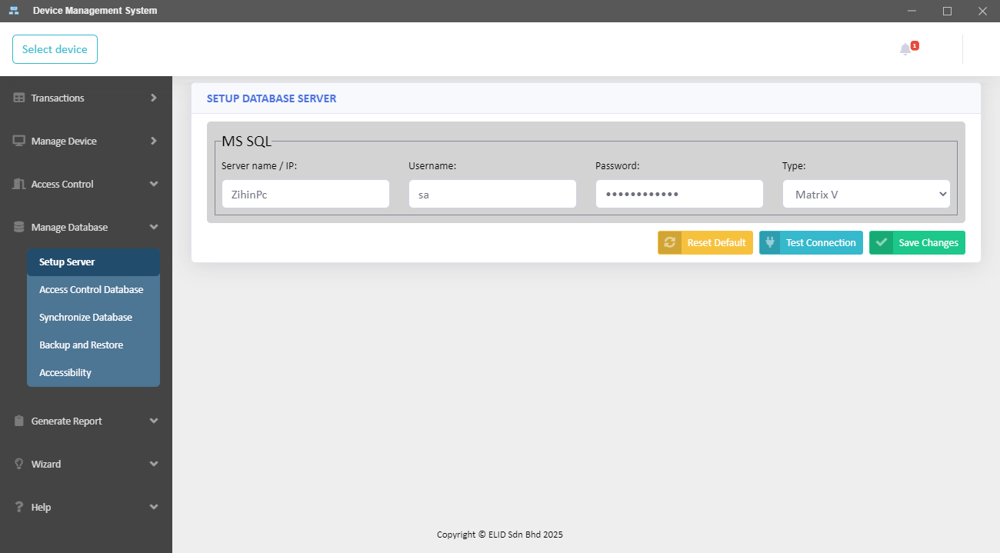 Device Management System
Select device
1
Transactions
Manage Device
Access Control
Manage Database
Setup Server
Access Control Database
Synchronize Database
Backup and Restore
Accessibility
Generate Report
Wizard
Help
SETUP DATABASE SERVER
MS SQL
Server name / IP: Username: Password: Type:
ZihinPc sa •••••••••••• Matrix V
Reset Default Test Connection Save Changes
Copyright © ELID Sdn Bhd 2025